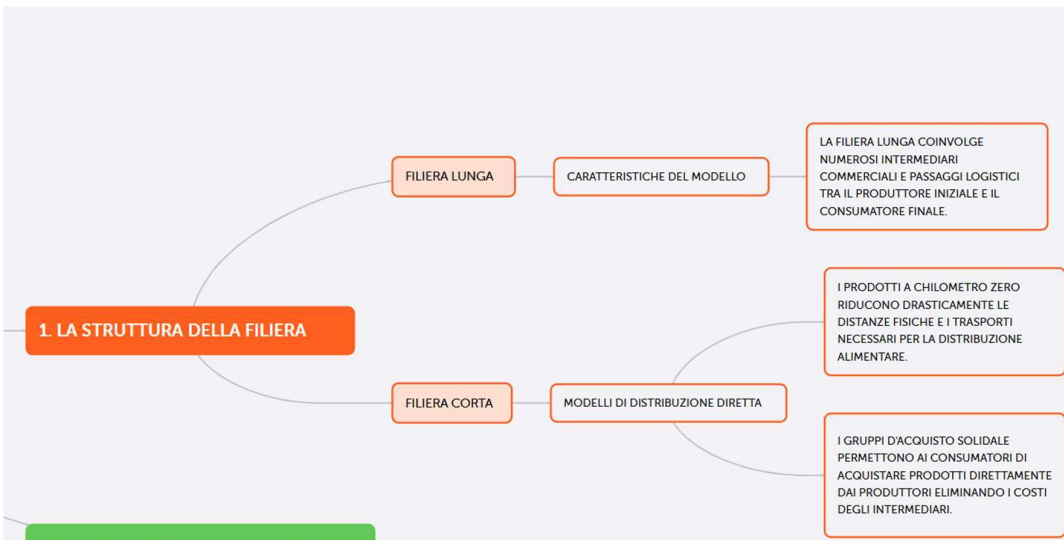 FILIERA LUNGA
CARATTERISTICHE DEL MODELLO
LA FILIERA LUNGA COINVOLGE
NUMEROSI INTERMEDIARI
COMMERCIALI E PASSAGGI LOGISTICI
TRA IL PRODUTTORE INIZIALE E IL
CONSUMATORE FINALE.
1. LA STRUTTURA DELLA FILIERA
I PRODOTTI A CHILOMETRO ZERO
RIDUCONO DRASTICAMENTE LE
DISTANZE FISICHE E I TRASPORTI
NECESSARI PER LA DISTRIBUZIONE
ALIMENTARE.
FILIERA CORTA
MODELLI DI DISTRIBUZIONE DIRETTA
I GRUPPI D'ACQUISTO SOLIDALE
PERMETTONO AI CONSUMATORI DI
ACQUISTARE PRODOTTI DIRETTAMENTE
DAI PRODUTTORI ELIMINANDO I COSTI
DEGLI INTERMEDIARI.